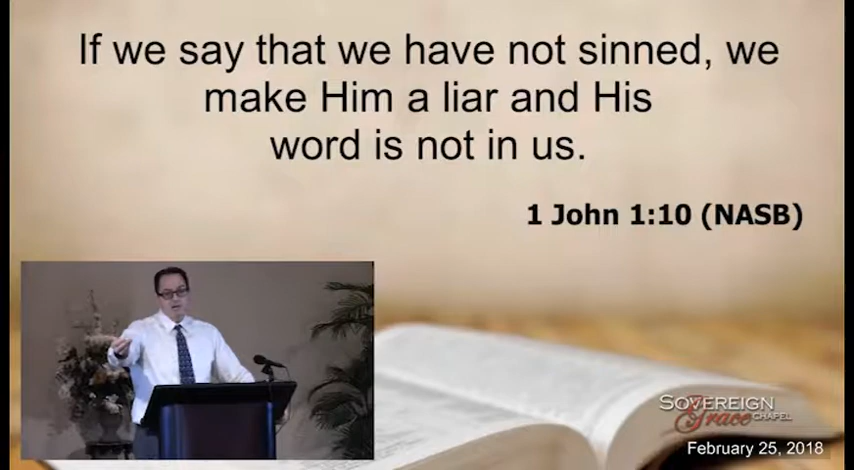 If we say that we have not sinned, we
make Him a liar and His
word is not in us.
1 John 1:10 (NASB)
SOVEREIGN
Grace CHAPEL
February 25, 2018